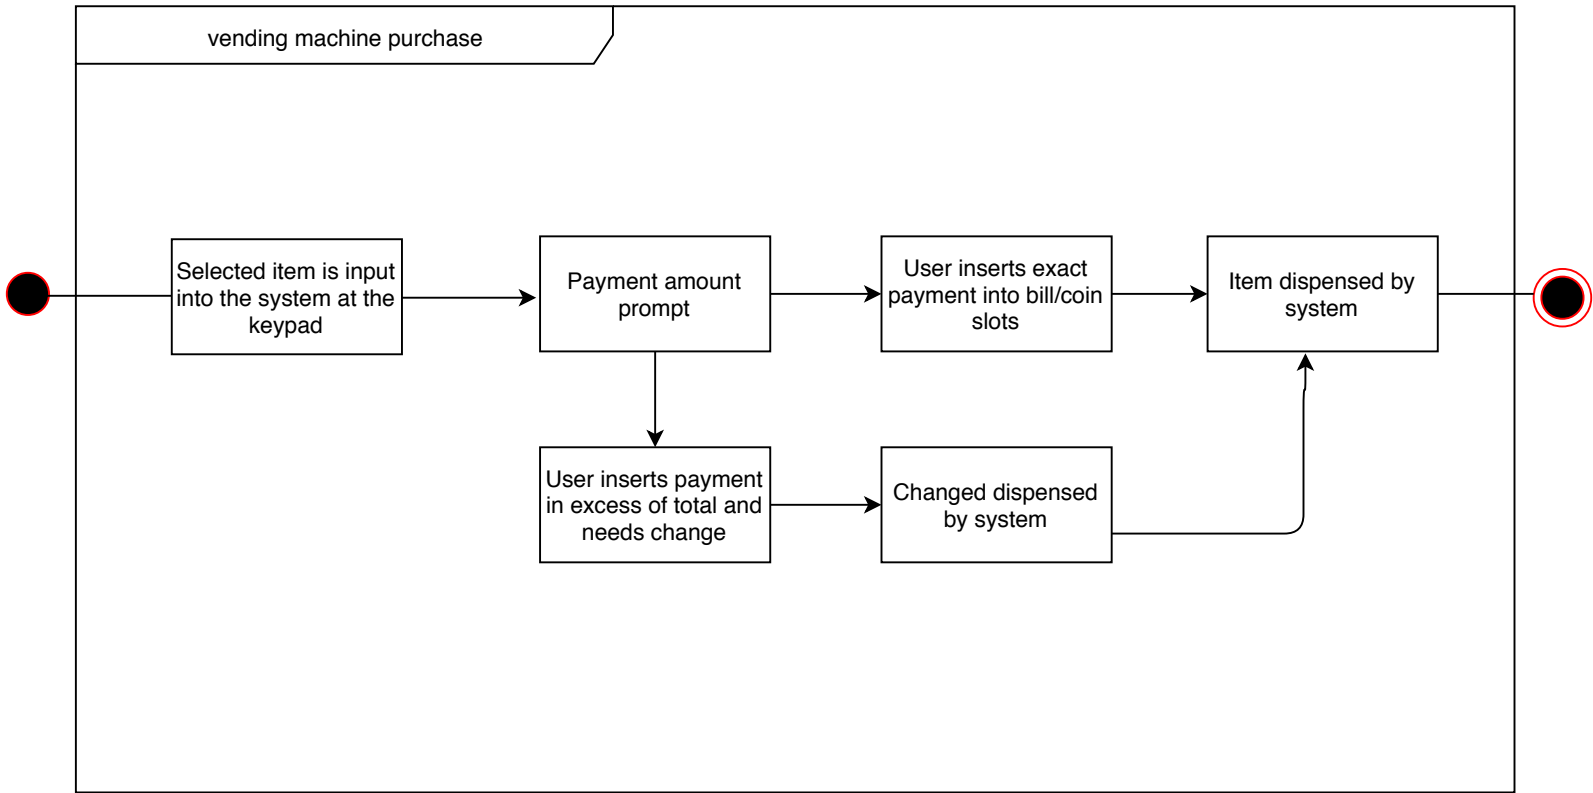 vending machine purchase
Selected item is input
into the system at the
keypad
Payment amount
prompt
User inserts exact
payment into bill/coin
slots
Item dispensed by
system
User inserts payment
in excess of total and
needs change
Changed dispensed
by system